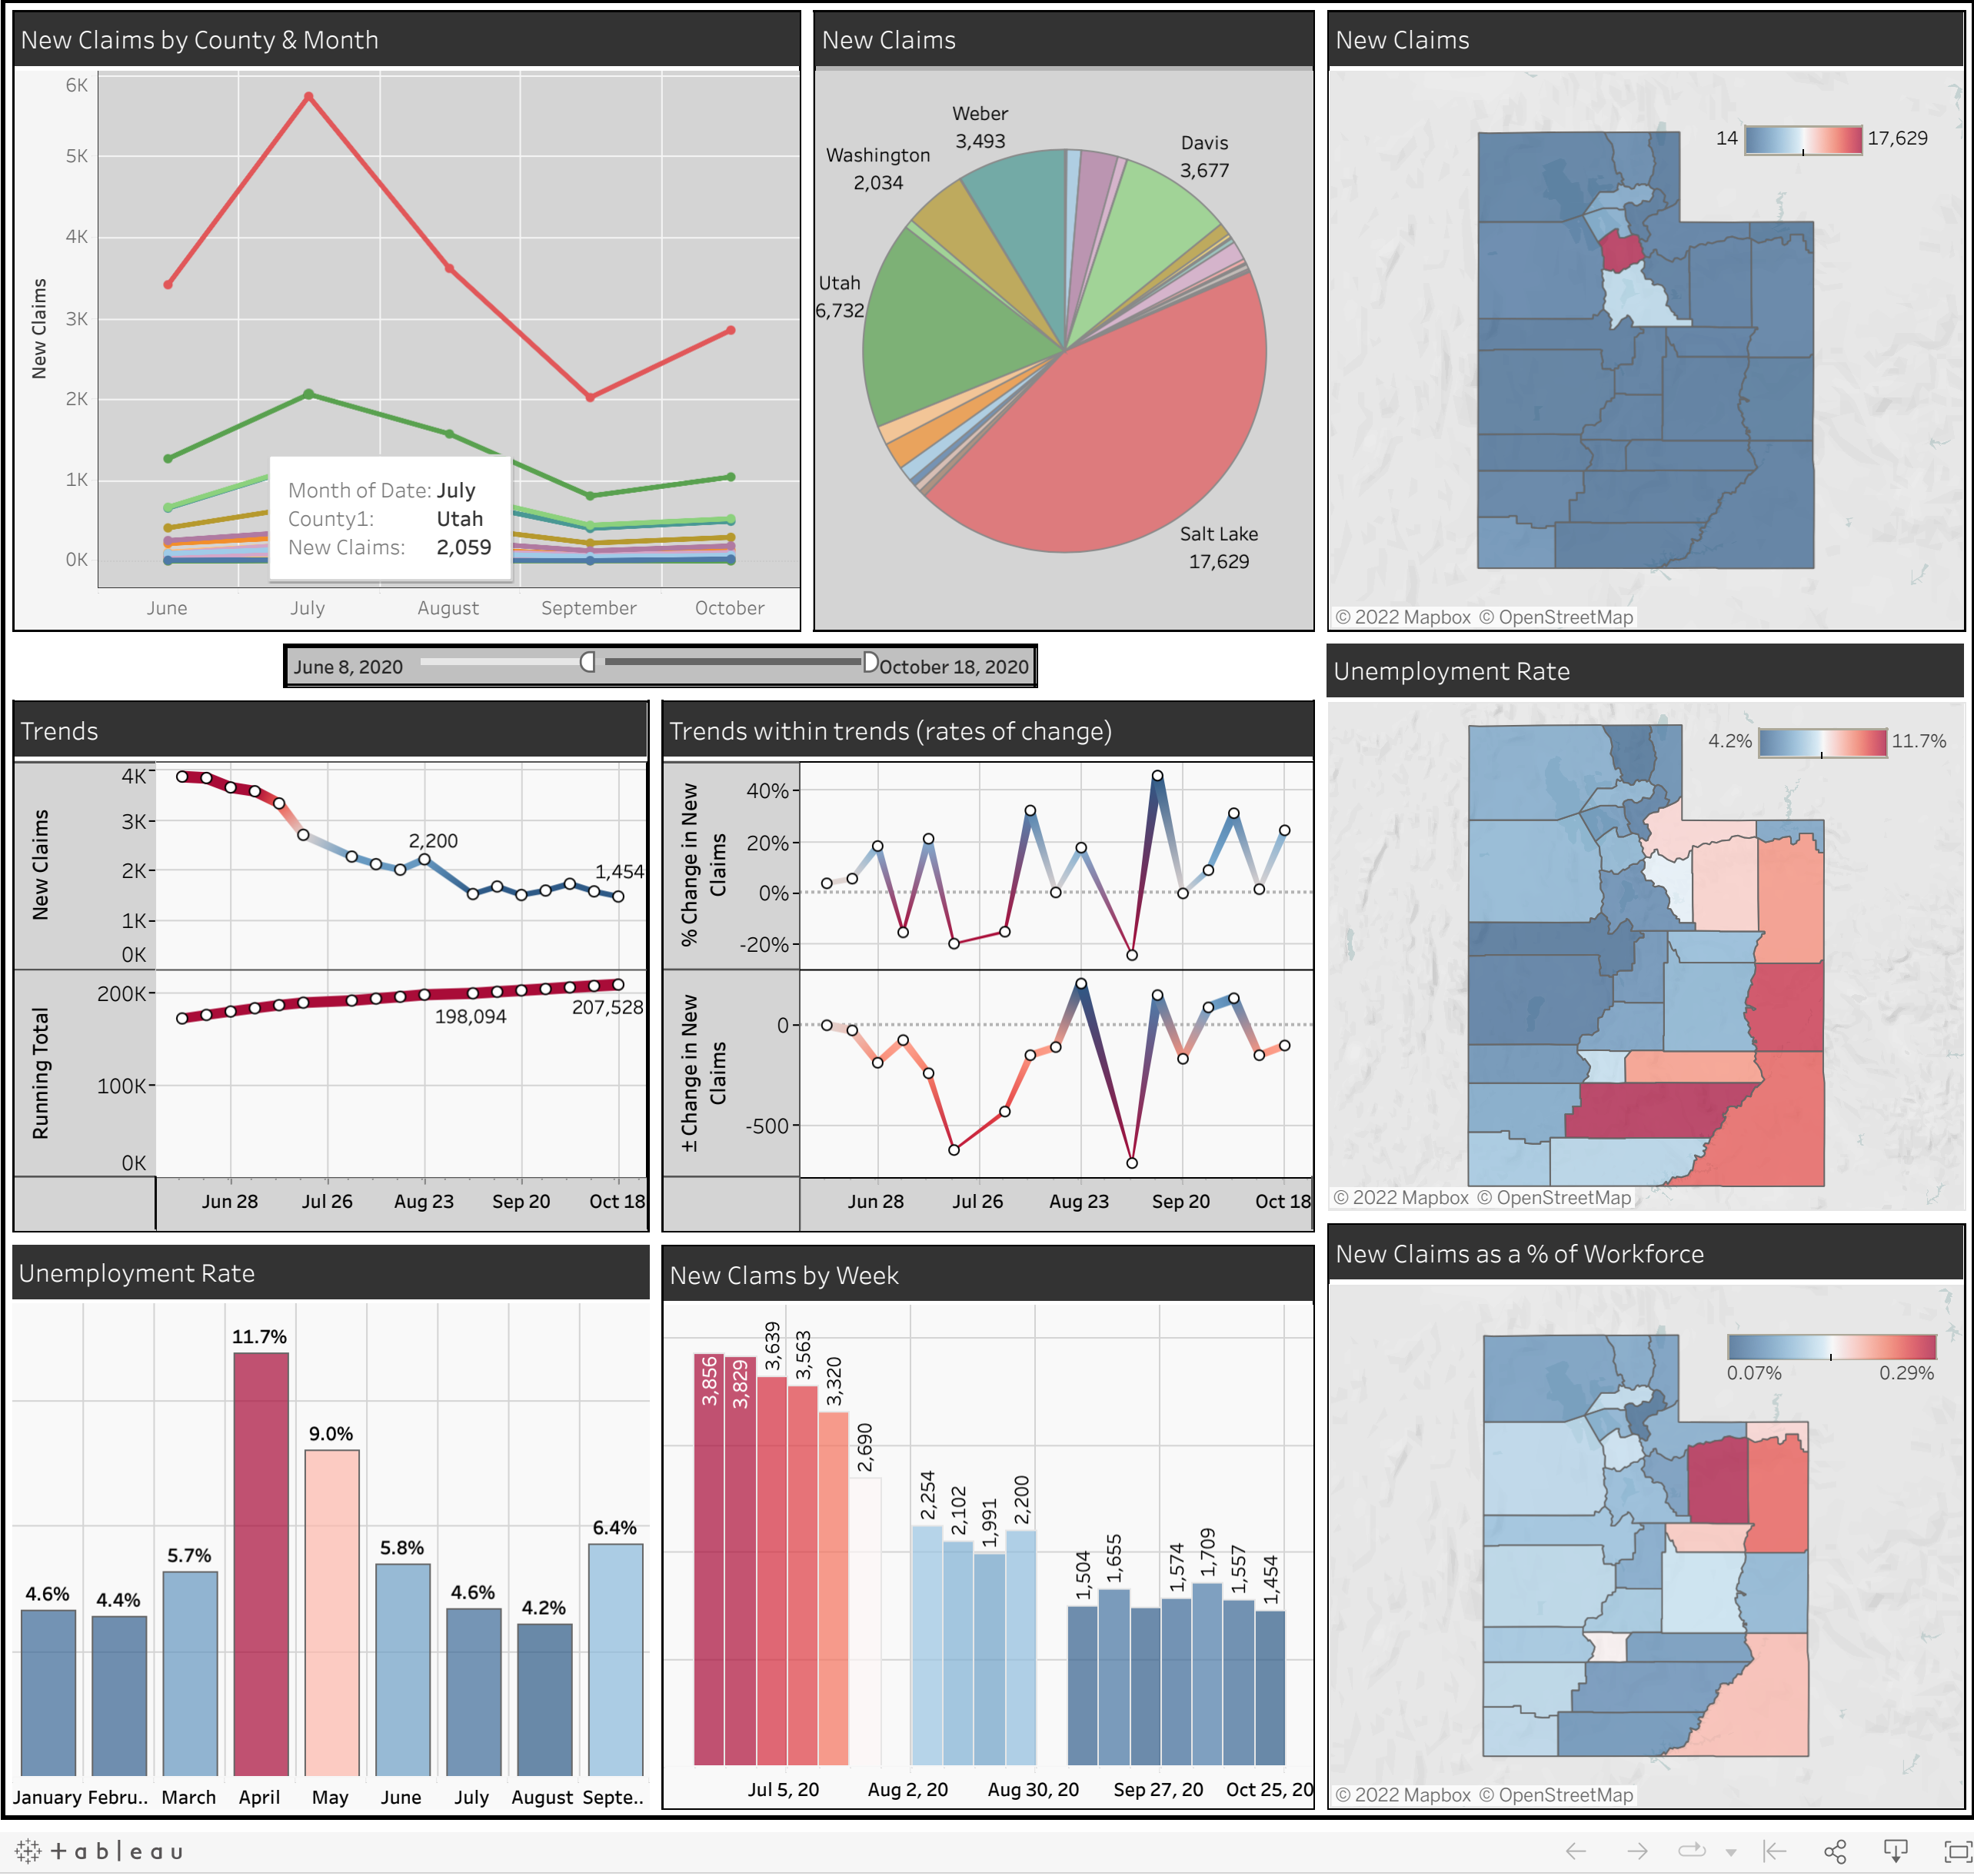 New Claims by County & Month
6K
5K
4K
3K
2K
1K
0K
New Claims
June
July
August
September
October
Month of Date: July
County1: Utah
New Claims: 2,059
New Claims
Weber
3,493
Davis
3,677
Washington
2,034
Utah
6,732
Salt Lake
17,629
New Claims
14
17,629
© 2022 Mapbox © OpenStreetMap
June 8, 2020
October 18, 2020
Unemployment Rate
4.2%
11.7%
© 2022 Mapbox © OpenStreetMap
Trends
New Claims
4K
3K
2K
1K
0K
2,200
1,454
Running Total
200K
100K
0K
198,094
207,528
Jun 28
Jul 26
Aug 23
Sep 20
Oct 18
Trends within trends (rates of change)
% Change in New
Claims
40%
20%
0%
-20%
± Change in New
Claims
0
-500
Jun 28
Jul 26
Aug 23
Sep 20
Oct 18
Unemployment Rate
4.6%
4.4%
5.7%
11.7%
9.0%
5.8%
4.6%
4.2%
6.4%
January
Febru..
March
April
May
June
July
August
Septe..
New Clams by Week
3,856
3,829
3,639
3,563
3,320
2,690
2,254
2,102
1,991
2,200
1,504
1,655
1,574
1,709
1,557
1,454
Jul 5, 20
Aug 2, 20
Aug 30, 20
Sep 27, 20
Oct 25, 20
New Claims as a % of Workforce
0.07%
0.29%
© 2022 Mapbox © OpenStreetMap
+ a b l e a u